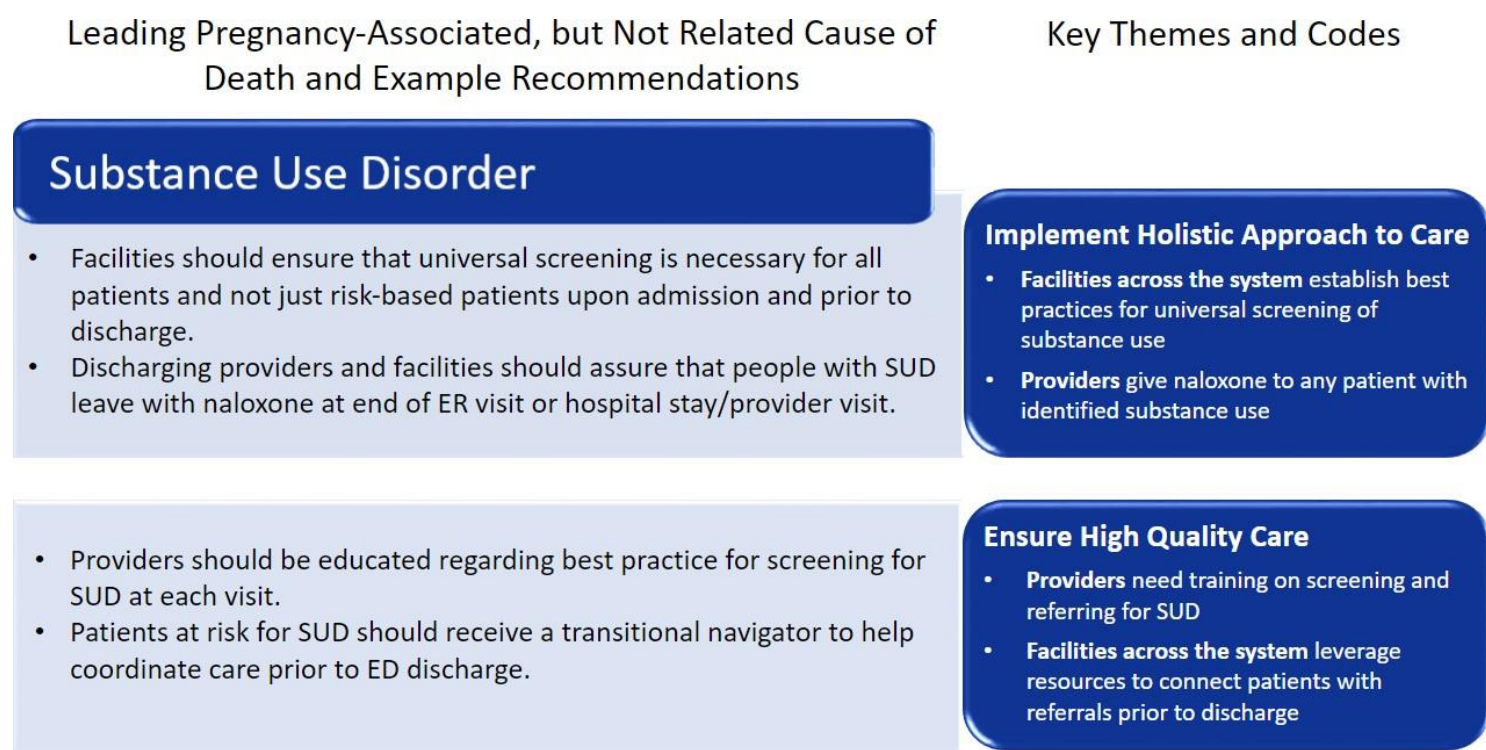 Leading Pregnancy-Associated, but Not Related Cause of
Death and Example Recommendations
Key Themes and Codes
Substance Use Disorder
• Facilities should ensure that universal screening is necessary for all
patients and not just risk-based patients upon admission and prior to
discharge.
• Discharging providers and facilities should assure that people with SUD
leave with naloxone at end of ER visit or hospital stay/provider visit.
Implement Holistic Approach to Care
• Facilities across the system establish best
practices for universal screening of
substance use
• Providers give naloxone to any patient with
identified substance use
• Providers should be educated regarding best practice for screening for
SUD at each visit.
• Patients at risk for SUD should receive a transitional navigator to help
coordinate care prior to ED discharge.
Ensure High Quality Care
• Providers need training on screening and
referring for SUD
• Facilities across the system leverage
resources to connect patients with
referrals prior to discharge